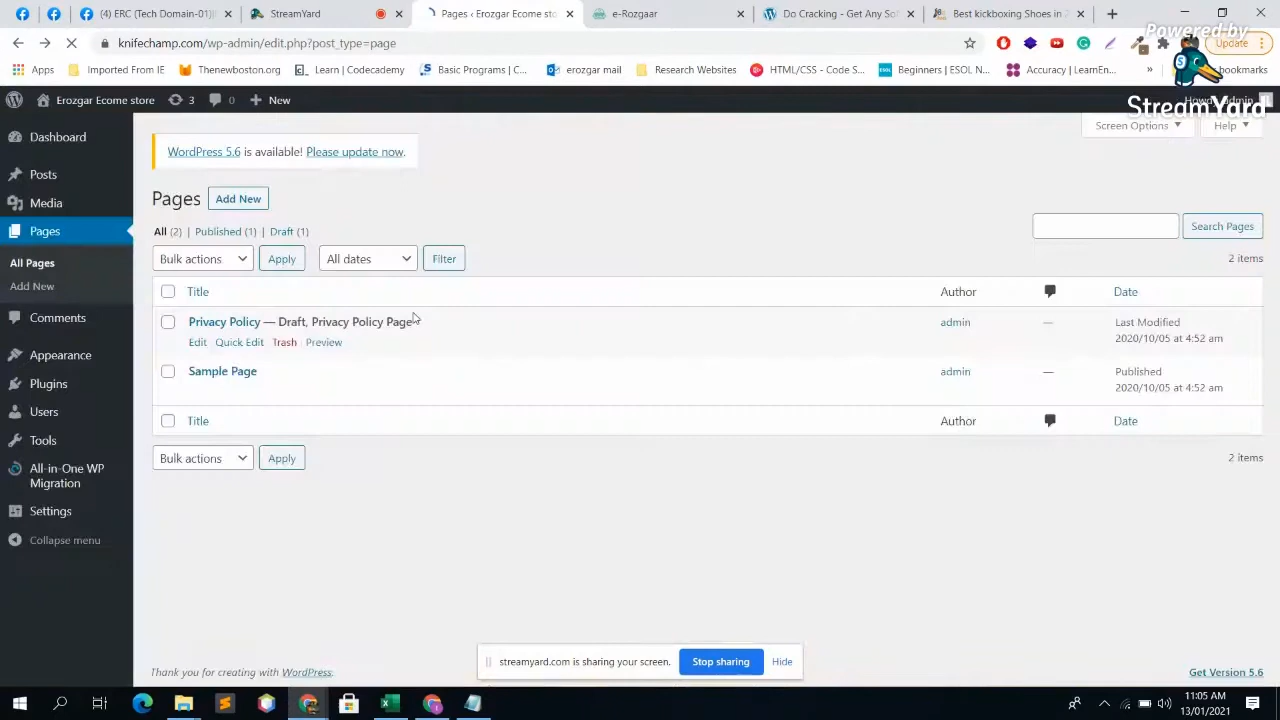 ERC (Tech Domain-01)(
StreamYard
Pages ‹ Erozgar Ecome sto
e-Rozgaar
Do Cracking - Get Any Sof
Best kickboxing Shoes in
Powered by
knifechamp.com/wp-admin/edit.php?post_type=page
Update
Apps
Imported From IE
Thenewboston.org
Learn | Codecademy
Basic Programs | C...
erozgar mail
Research Websites
HTML/CSS - Code S...
Beginners | ESOL N...
Accuracy | LearnEn...
»
bookmarks
StreamYard
Erozgar Ecome store
3
0
New
admin
Screen Options
Help
Dashboard
Posts
Media
Pages
All Pages
Add New
Comments
Appearance
Plugins
Users
Tools
All-in-One WP
Migration
Settings
Collapse menu
WordPress 5.6 is available! Please update now.
Pages
Add New
All (2) | Published (1) | Draft (1)
Search Pages
Bulk actions
Apply
All dates
Filter
2 items
Title
Author
Date
Privacy Policy — Draft, Privacy Policy Page
admin
—
Last Modified
2020/10/05 at 4:52 am
Edit
Quick Edit
Trash
Preview
Sample Page
admin
—
Published
2020/10/05 at 4:52 am
Title
Author
Date
Bulk actions
Apply
2 items
streamyard.com is sharing your screen.
Stop sharing
Hide
Thank you for creating with WordPress.
Get Version 5.6
11:05 AM
13/01/2021